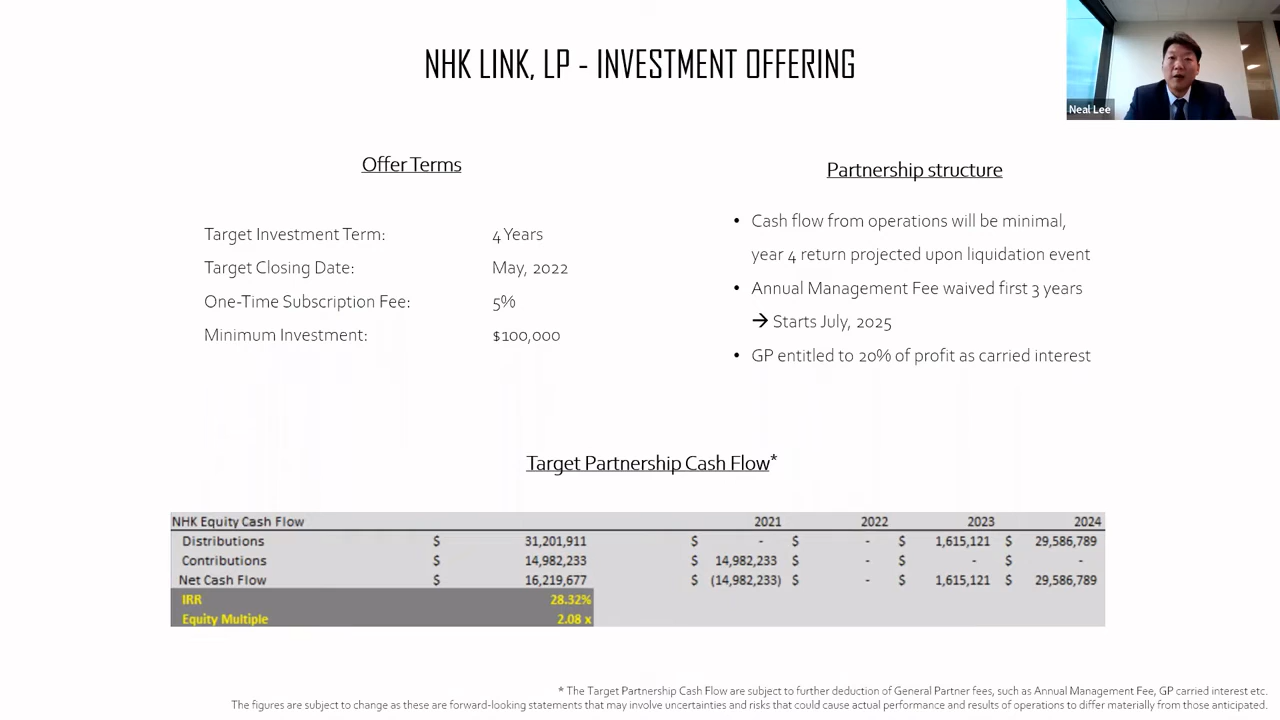 NHK LINK, LP - INVESTMENT OFFERING
Neal Lee
Offer Terms
Target Investment Term: 4 Years
Target Closing Date: May, 2022
One-Time Subscription Fee: 5%
Minimum Investment: $100,000
Partnership structure
• Cash flow from operations will be minimal,
year 4 return projected upon liquidation event
• Annual Management Fee waived first 3 years
→ Starts July, 2025
• GP entitled to 20% of profit as carried interest
Target Partnership Cash Flow*
NHK Equity Cash Flow 2021 2022 2023 2024
Distributions $ 31,201,911 $ - $ - $ 1,615,121 $ 29,586,789
Contributions $ 14,982,233 $ 14,982,233 $ - $ - $ -
Net Cash Flow $ 16,219,677 $ (14,982,233) $ - $ 1,615,121 $ 29,586,789
IRR 28.32%
Equity Multiple 2.08 x
* The Target Partnership Cash Flow are subject to further deduction of General Partner fees, such as Annual Management Fee, GP carried interest etc.
The figures are subject to change as these are forward-looking statements that may involve uncertainties and risks that could cause actual performance and results of operations to differ materially from those anticipated.